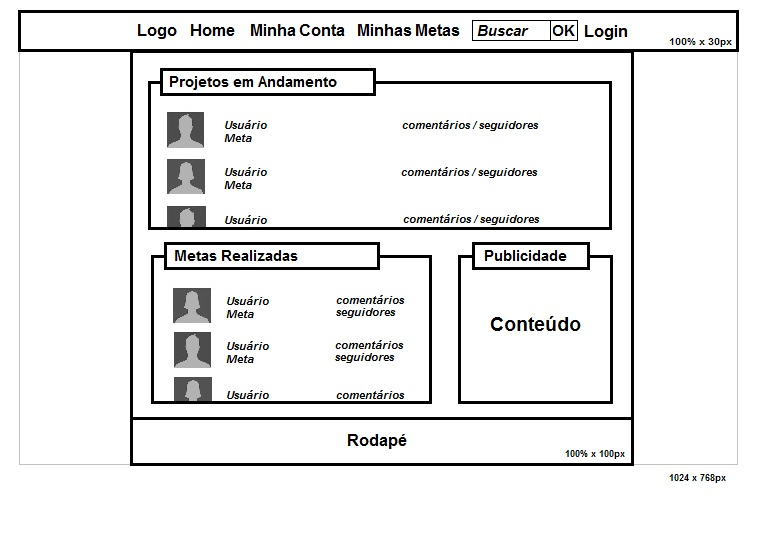 Logo Home Minha Conta Minhas Metas Buscar OK Login
100% x 30px
Projetos em Andamento
Usuário comentários / seguidores
Meta
Usuário comentários / seguidores
Meta
Usuário comentários / seguidores
Metas Realizadas
Usuário comentários
Meta seguidores
Usuário comentários
Meta seguidores
Usuário comentários
Publicidade
Conteúdo
Rodapé
100% x 100px
1024 x 768px